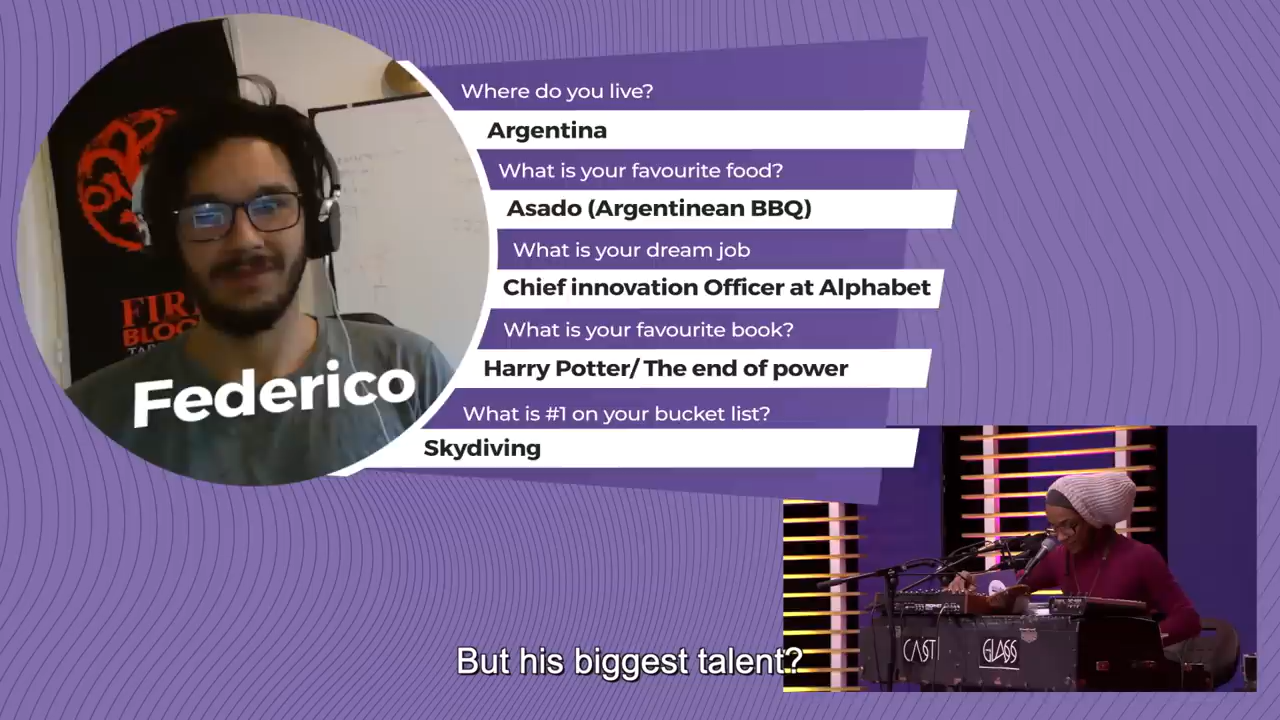 Where do you live?
Argentina
What is your favourite food?
Asado (Argentinean BBQ)
What is your dream job
Chief innovation Officer at Alphabet
What is your favourite book?
Harry Potter/ The end of power
What is #1 on your bucket list?
Skydiving
Federico
CAST
GLASS
But his biggest talent?